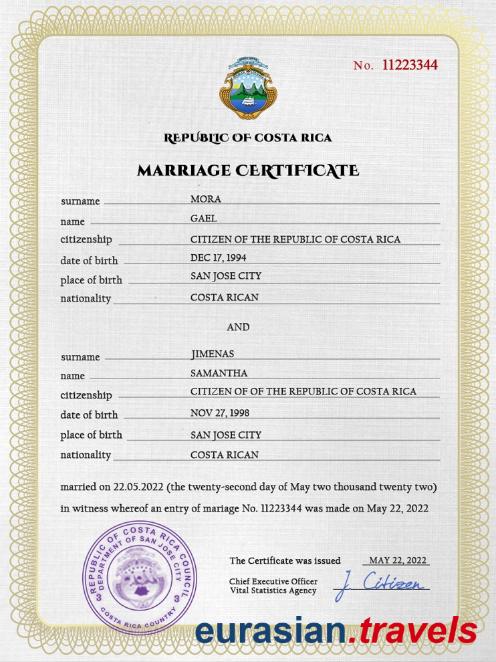 No. 11223344
REPUBLIC OF COSTA RICA
MARRIAGE CERTIFICATE
surname MORA
name GAEL
citizenship CITIZEN OF THE REPUBLIC OF COSTA RICA
date of birth DEC 17, 1994
place of birth SAN JOSE CITY
nationality COSTA RICAN
AND
surname JIMENAS
name SAMANTHA
citizenship CITIZEN OF OF THE REPUBLIC OF COSTA RICA
date of birth NOV 27, 1998
place of birth SAN JOSE CITY
nationality COSTA RICAN
married on 22.05.2022 (the twenty-second day of May two thousand twenty two)
in witness whereof an entry of mariage No. 11223344 was made on May 22, 2022
REPUBLIC OF COSTA RICA COUNCIL
DEPARTMENT OF SAN JOSE CITY
3 3
COSTA RICA COUNTRY
The Certificate was issued MAY 22, 2022
Chief Executive Officer
Vital Statistics Agency
J. Citizen
eurasian.travels